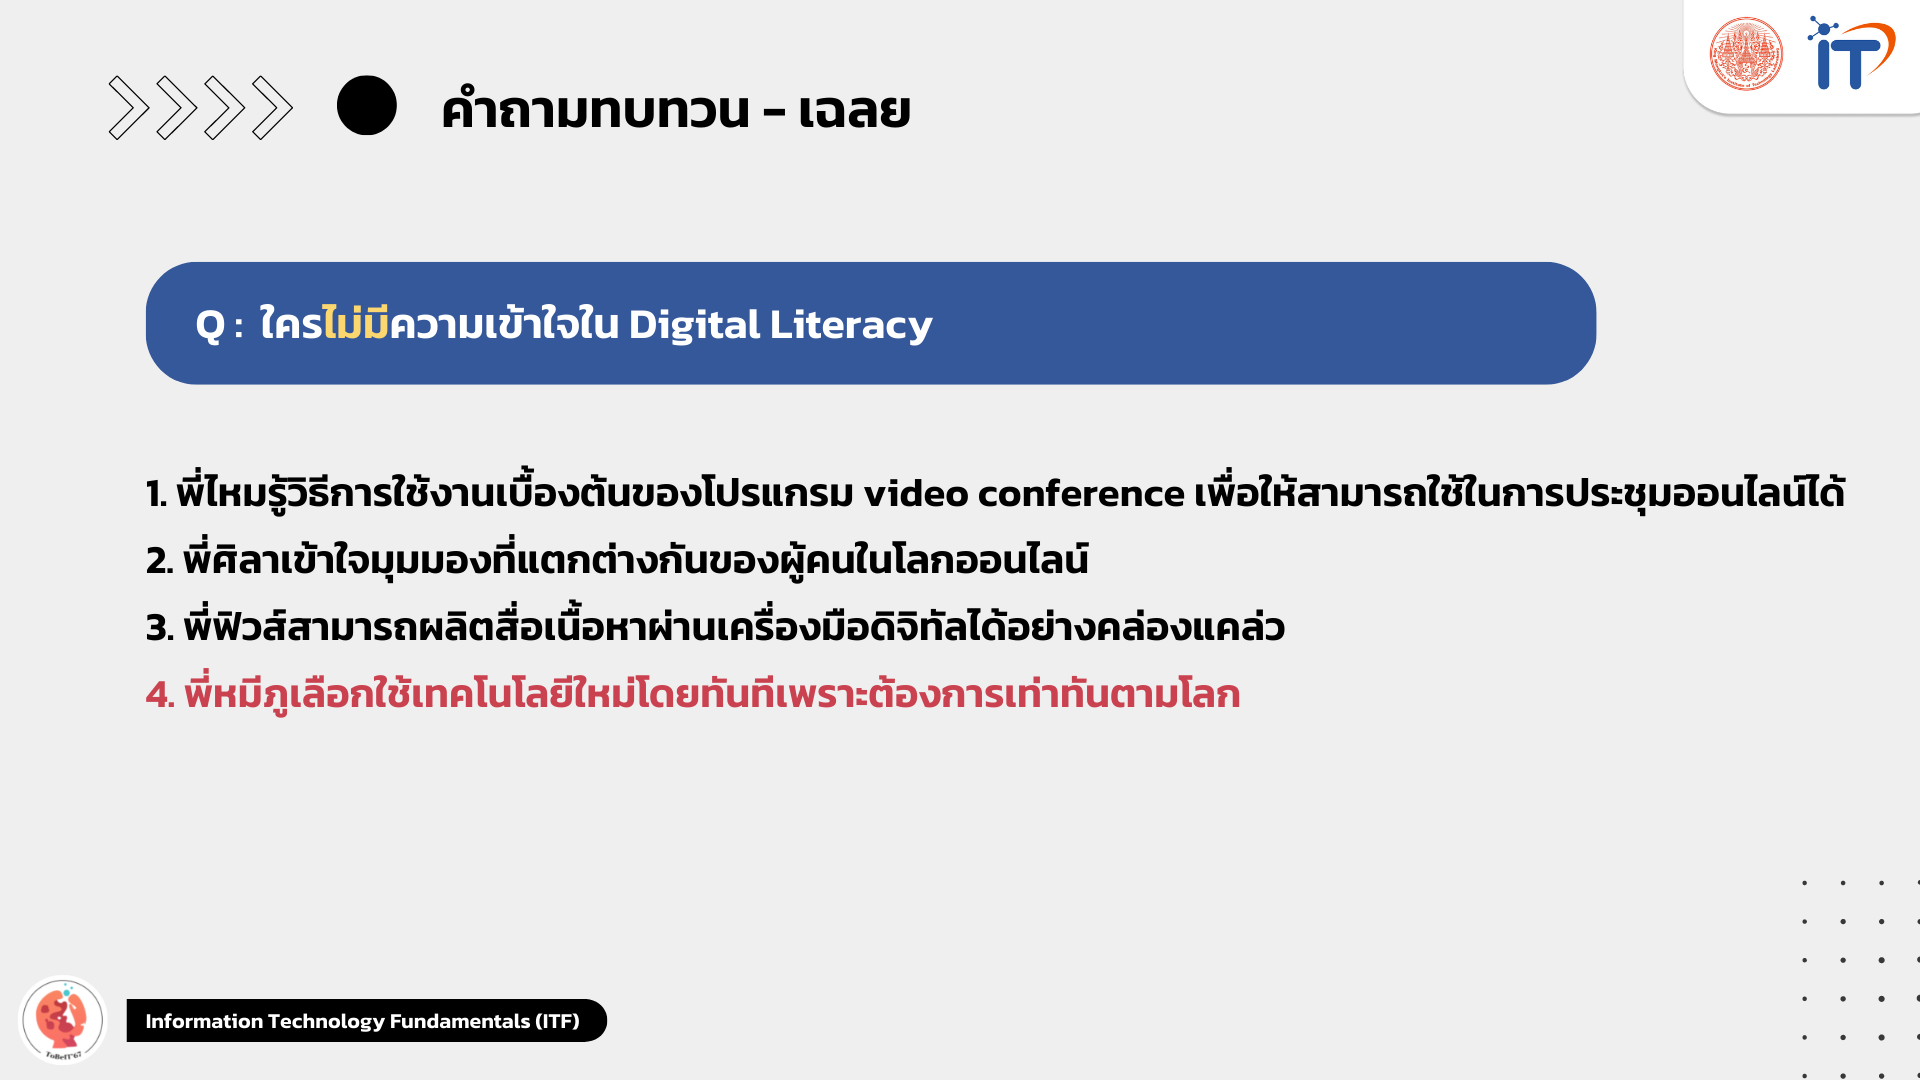 คำถามทบทวน - เฉลย
iT
Q : ใครไม่มีความเข้าใจใน Digital Literacy
1. พี่ไหมรู้วิธีการใช้งานเบื้องต้นของโปรแกรม video conference เพื่อให้สามารถใช้ในการประชุมออนไลน์ได้
2. พี่ศิลาเข้าใจมุมมองที่แตกต่างกันของผู้คนในโลกออนไลน์
3. พี่ฟิวส์สามารถผลิตสื่อเนื้อหาผ่านเครื่องมือดิจิทัลได้อย่างคล่องแคล่ว
4. พี่หมีภูเลือกใช้เทคโนโลยีใหม่โดยทันทีเพราะต้องการเท่าทันตามโลก
ToBeIT'67
Information Technology Fundamentals (ITF)